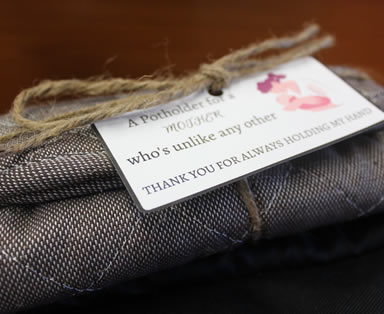 A Potholder for a
MOTHER
who's unlike any other
THANK YOU FOR ALWAYS HOLDING MY HAND